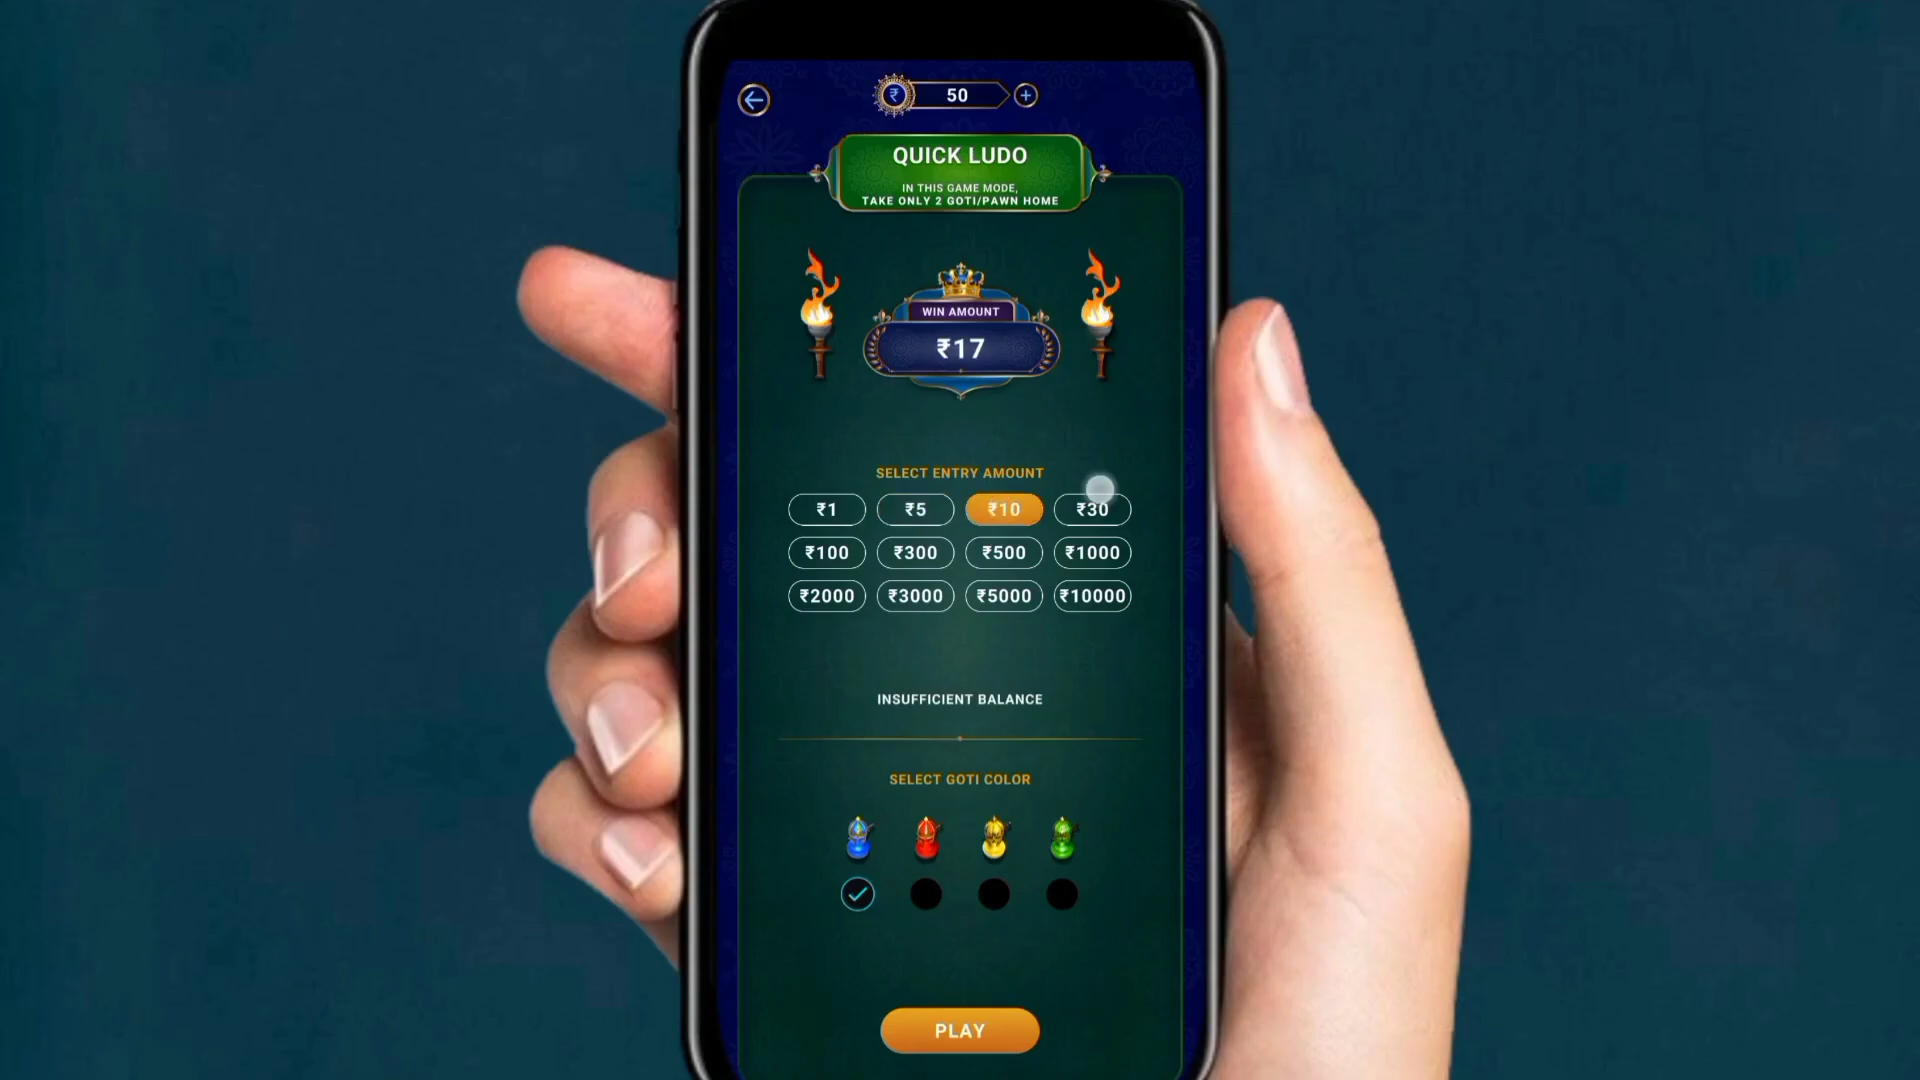 ₹ 50 +
QUICK LUDO
IN THIS GAME MODE,
TAKE ONLY 2 GOTI/PAWN HOME
WIN AMOUNT
₹17
SELECT ENTRY AMOUNT
₹1 ₹5 ₹10 ₹30
₹100 ₹300 ₹500 ₹1000
₹2000 ₹3000 ₹5000 ₹10000
INSUFFICIENT BALANCE
SELECT GOTI COLOR
PLAY